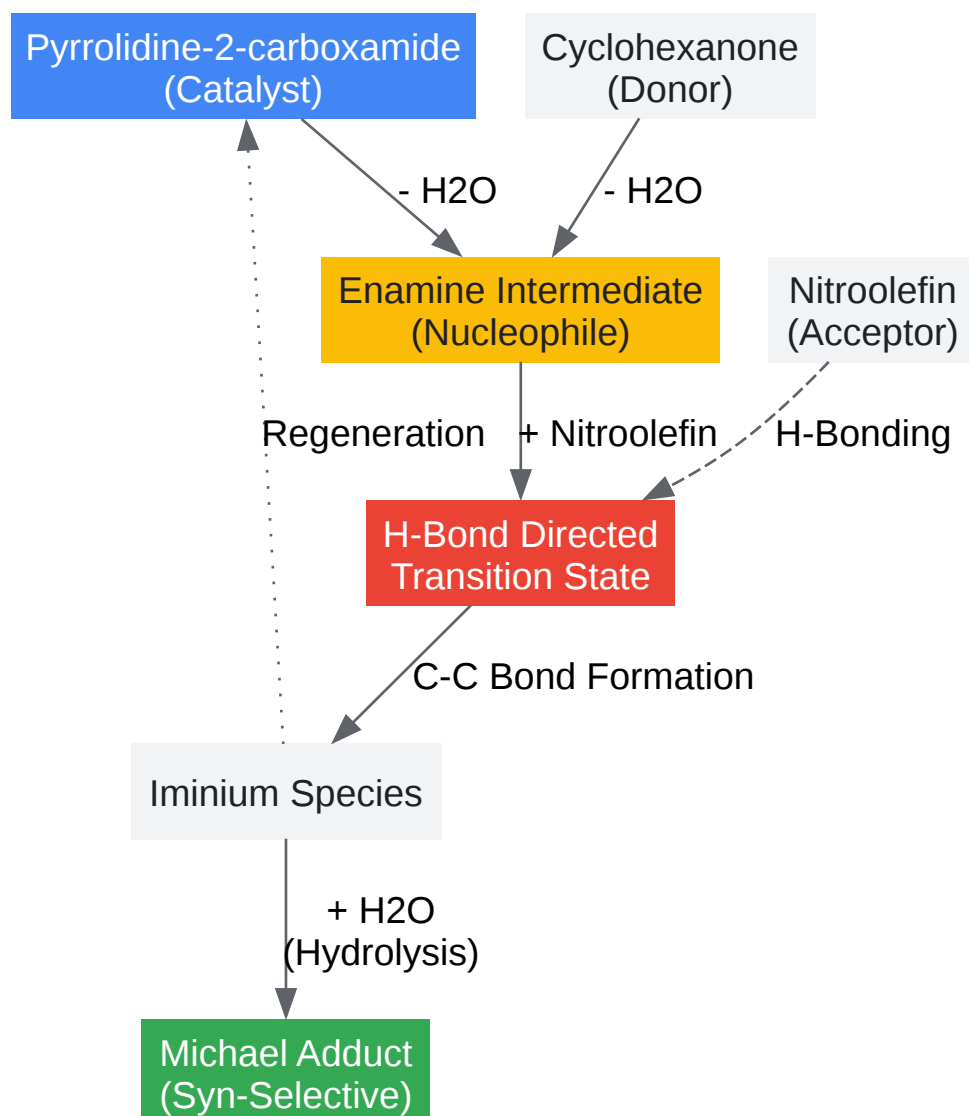 Pyrrolidine-2-carboxamide
(Catalyst)
Cyclohexanone
(Donor)
- H2O
- H2O
Enamine Intermediate
(Nucleophile)
Nitroolefin
(Acceptor)
Regeneration
+ Nitroolefin
H-Bonding
H-Bond Directed
Transition State
C-C Bond Formation
Iminium Species
+ H2O
(Hydrolysis)
Michael Adduct
(Syn-Selective)